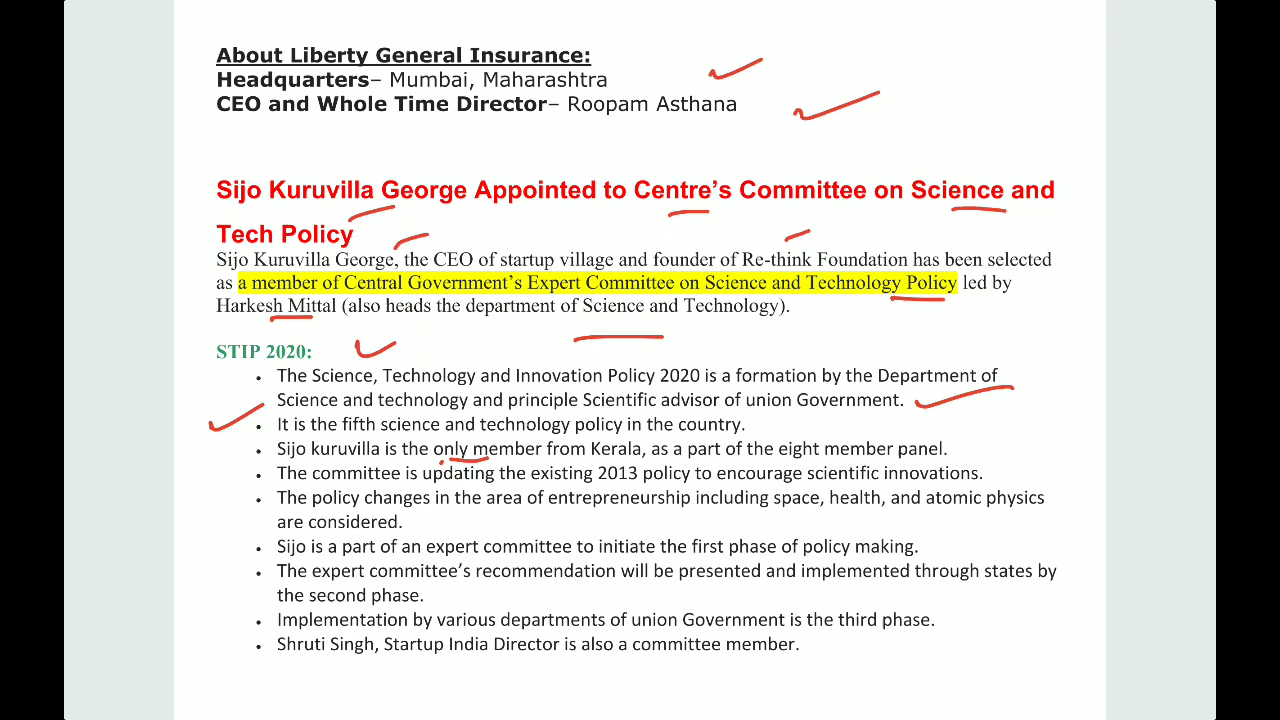 About Liberty General Insurance:
Headquarters– Mumbai, Maharashtra
CEO and Whole Time Director– Roopam Asthana
Sijo Kuruvilla George Appointed to Centre’s Committee on Science and
Tech Policy
Sijo Kuruvilla George, the CEO of startup village and founder of Re-think Foundation has been selected
as a member of Central Government’s Expert Committee on Science and Technology Policy led by
Harkesh Mittal (also heads the department of Science and Technology).
STIP 2020:
• The Science, Technology and Innovation Policy 2020 is a formation by the Department of
Science and technology and principle Scientific advisor of union Government.
• It is the fifth science and technology policy in the country.
• Sijo kuruvilla is the only member from Kerala, as a part of the eight member panel.
• The committee is updating the existing 2013 policy to encourage scientific innovations.
• The policy changes in the area of entrepreneurship including space, health, and atomic physics
are considered.
• Sijo is a part of an expert committee to initiate the first phase of policy making.
• The expert committee’s recommendation will be presented and implemented through states by
the second phase.
• Implementation by various departments of union Government is the third phase.
• Shruti Singh, Startup India Director is also a committee member.